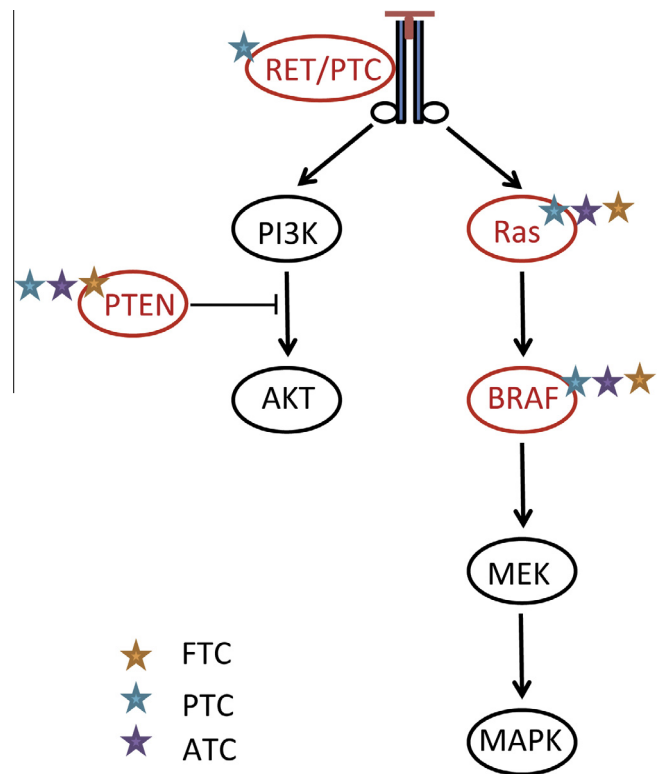 RET/PTC
PI3K
Ras
PTEN
AKT
BRAF
MEK
FTC
PTC
ATC
MAPK